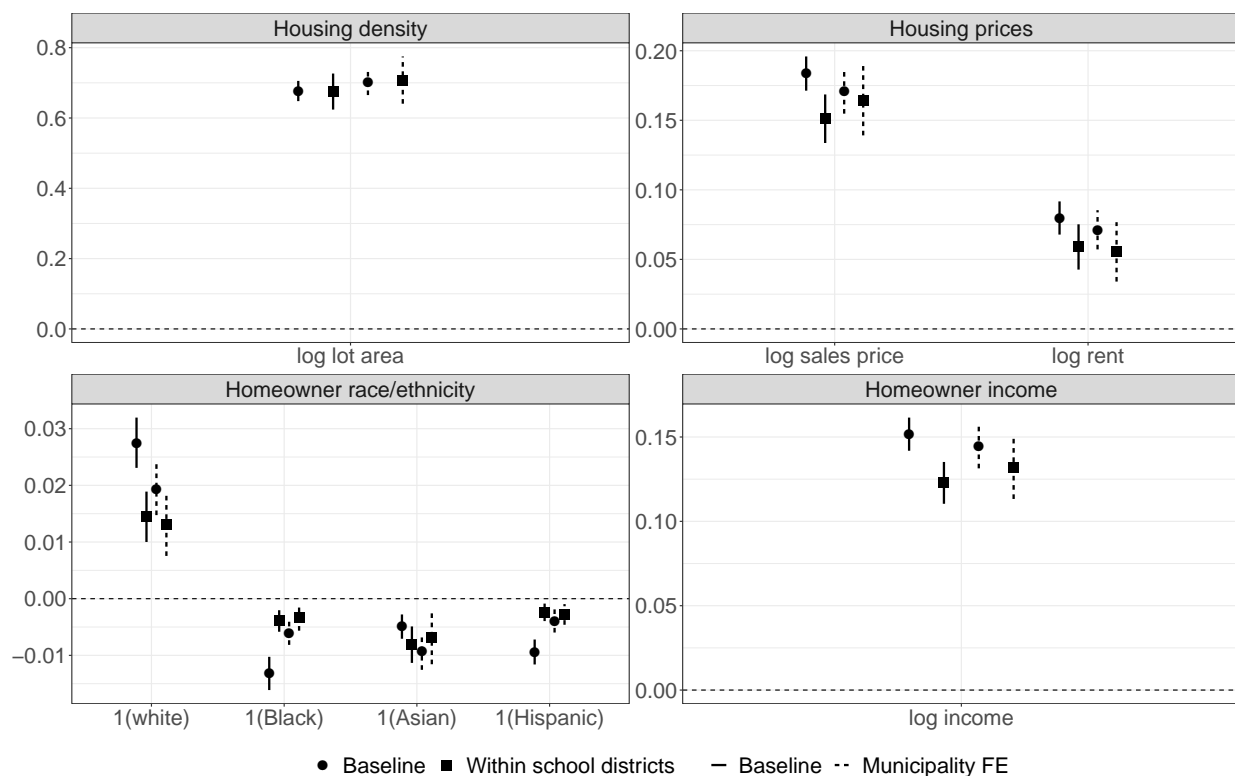 Housing density
Housing prices
0.8
0.6
0.4
0.2
0.0
log lot area
0.20
0.15
0.10
0.05
0.00
log sales price
log rent
Homeowner race/ethnicity
Homeowner income
0.03
0.02
0.01
0.00
−0.01
1(white)
1(Black)
1(Asian)
1(Hispanic)
0.15
0.10
0.05
0.00
log income
Baseline Within school districts Baseline Municipality FE